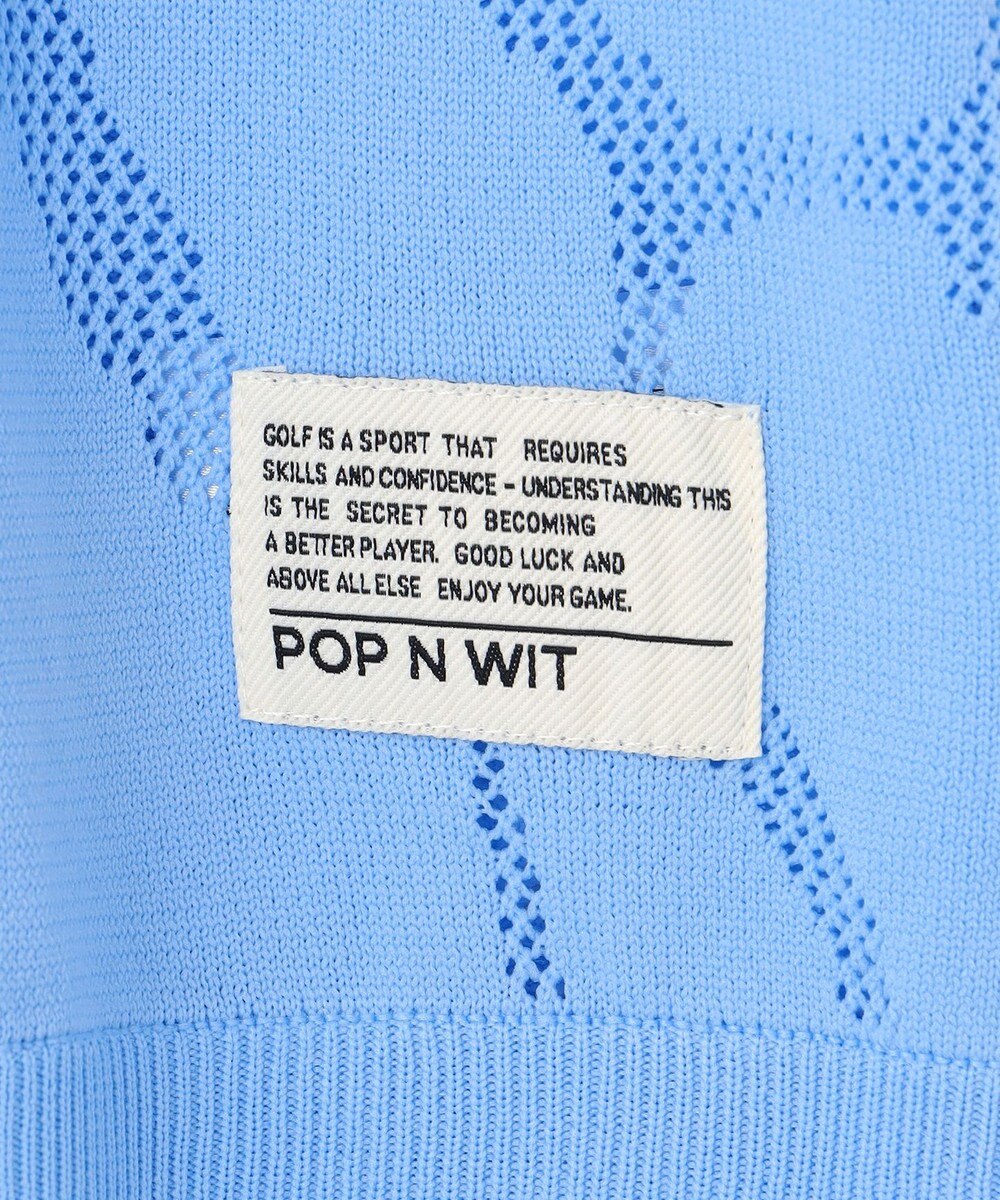 GOLF IS A SPORT THAT REQUIRES
SKILLS AND CONFIDENCE - UNDERSTANDING THIS
IS THE SECRET TO BECOMING
A BETTER PLAYER. GOOD LUCK AND
ABOVE ALL ELSE ENJOY YOUR GAME.
POP N WIT